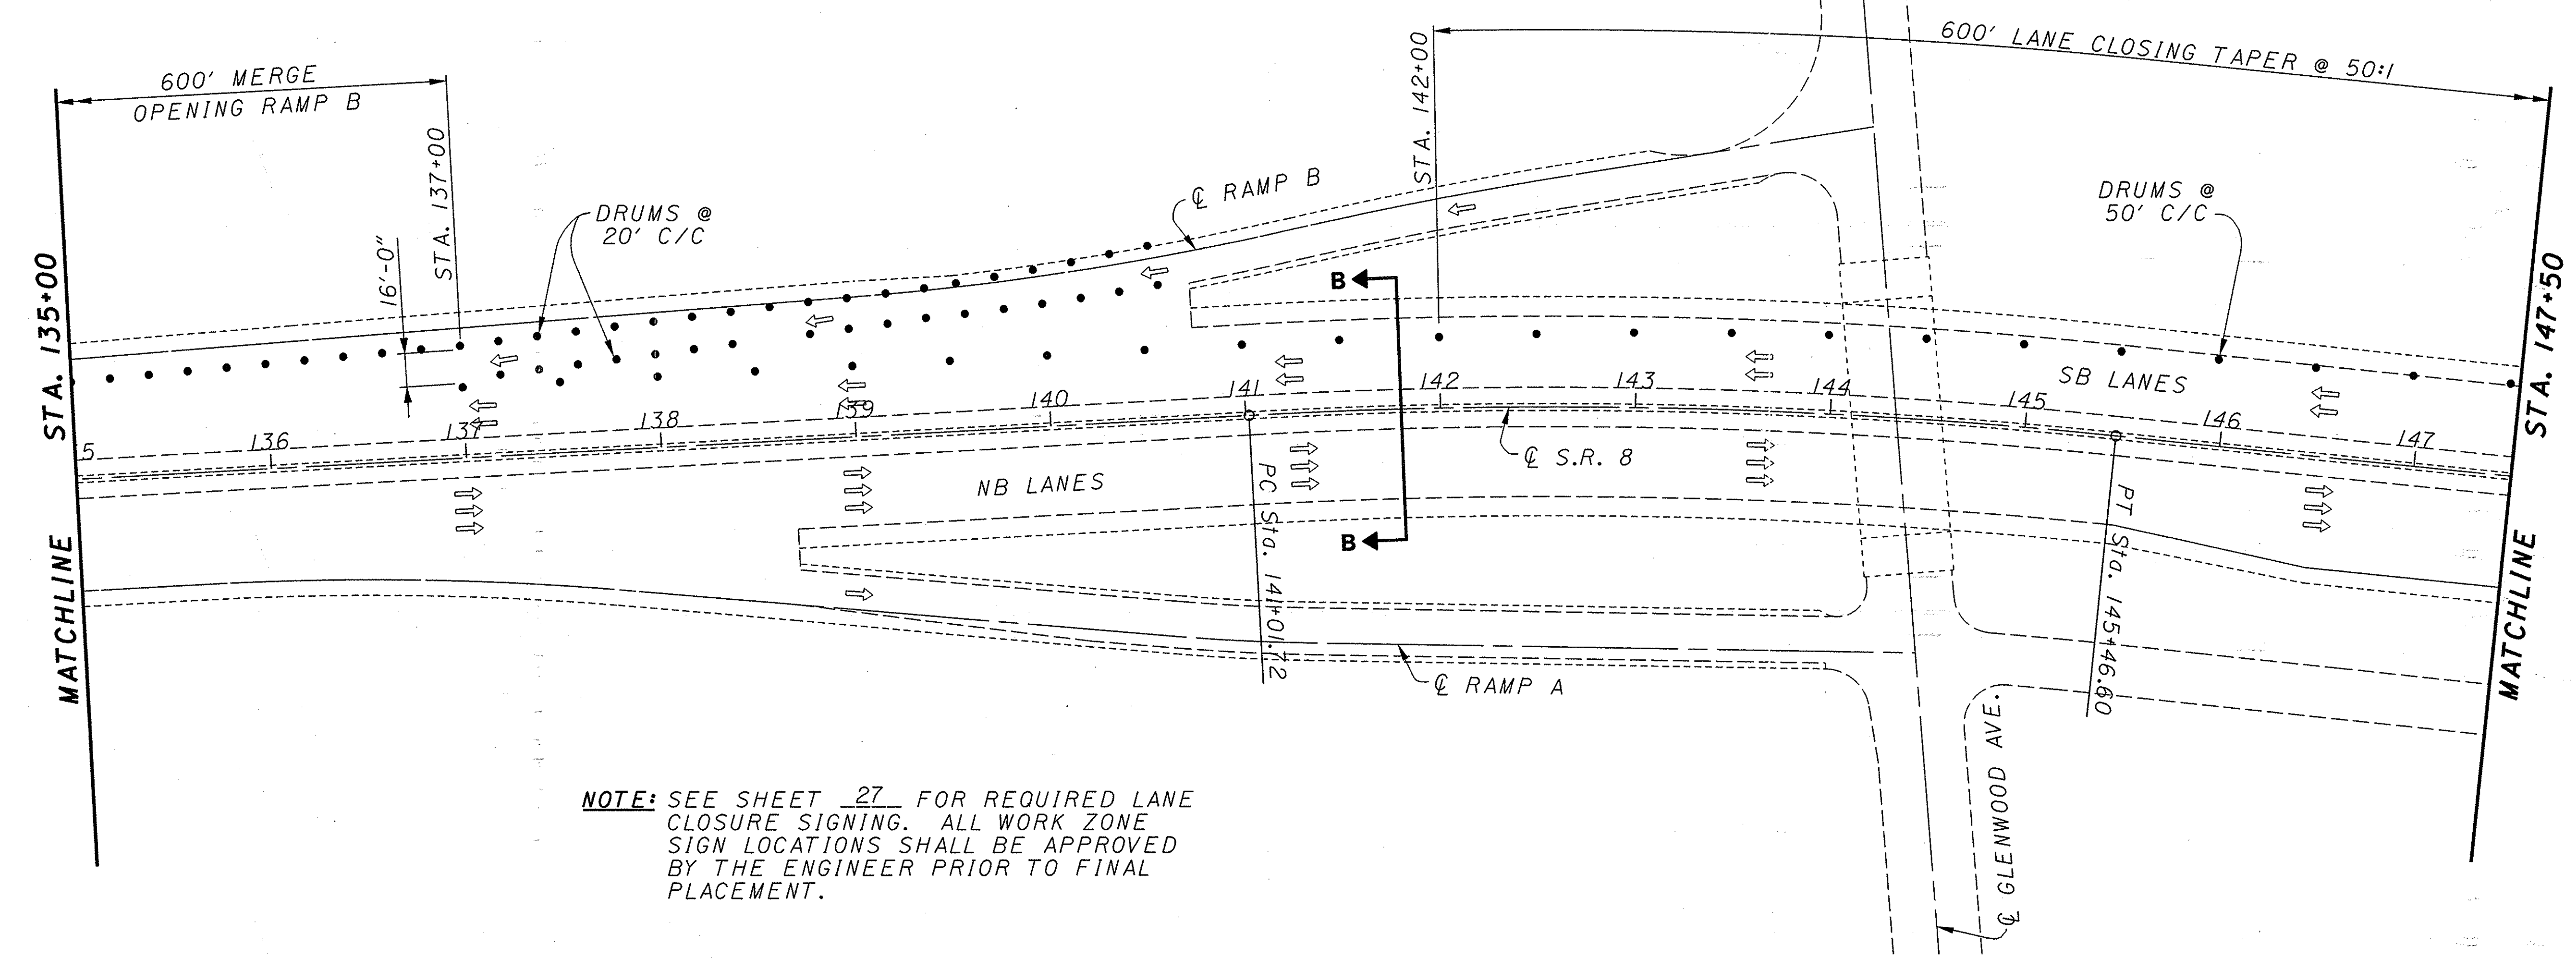 600' MERGE
OPENING RAMP B
STA. 137+00
16'-0"
DRUMS @
20' C/C
℄ RAMP B
STA. 142+00
600' LANE CLOSING TAPER @ 50:1
DRUMS @
50' C/C
STA. 135+00
MATCHLINE
STA. 147+50
MATCHLINE
B
B
SB LANES
5
136
137
138
139
140
141
142
143
144
145
146
147
℄ S.R. 8
NB LANES
PC Sta. 141+01.72
PT Sta. 145+46.60
℄ RAMP A
℄ GLENWOOD AVE.
NOTE: SEE SHEET 27 FOR REQUIRED LANE
CLOSURE SIGNING. ALL WORK ZONE
SIGN LOCATIONS SHALL BE APPROVED
BY THE ENGINEER PRIOR TO FINAL
PLACEMENT.